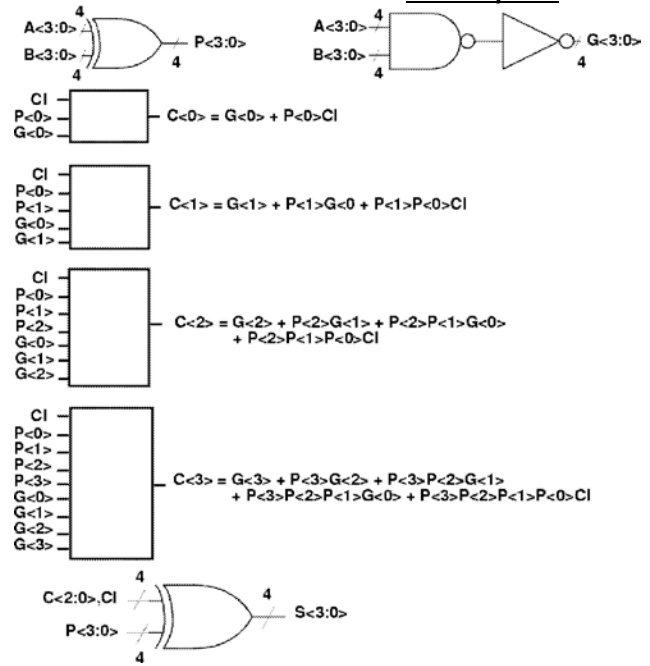 4
A<3:0>
B<3:0>
4
P<3:0>
4
4
A<3:0>
B<3:0>
4
G<3:0>
4
CI
P<0>
G<0>
C<0> = G<0> + P<0>CI
CI
P<0>
P<1>
G<0>
G<1>
C<1> = G<1> + P<1>G<0 + P<1>P<0>CI
CI
P<0>
P<1>
P<2>
G<0>
G<1>
G<2>
C<2> = G<2> + P<2>G<1> + P<2>P<1>G<0>
+ P<2>P<1>P<0>CI
CI
P<0>
P<1>
P<2>
P<3>
G<0>
G<1>
G<2>
G<3>
C<3> = G<3> + P<3>G<2> + P<3>P<2>G<1>
+ P<3>P<2>P<1>G<0> + P<3>P<2>P<1>P<0>CI
4
C<2:0>,CI
P<3:0>
4
4
S<3:0>